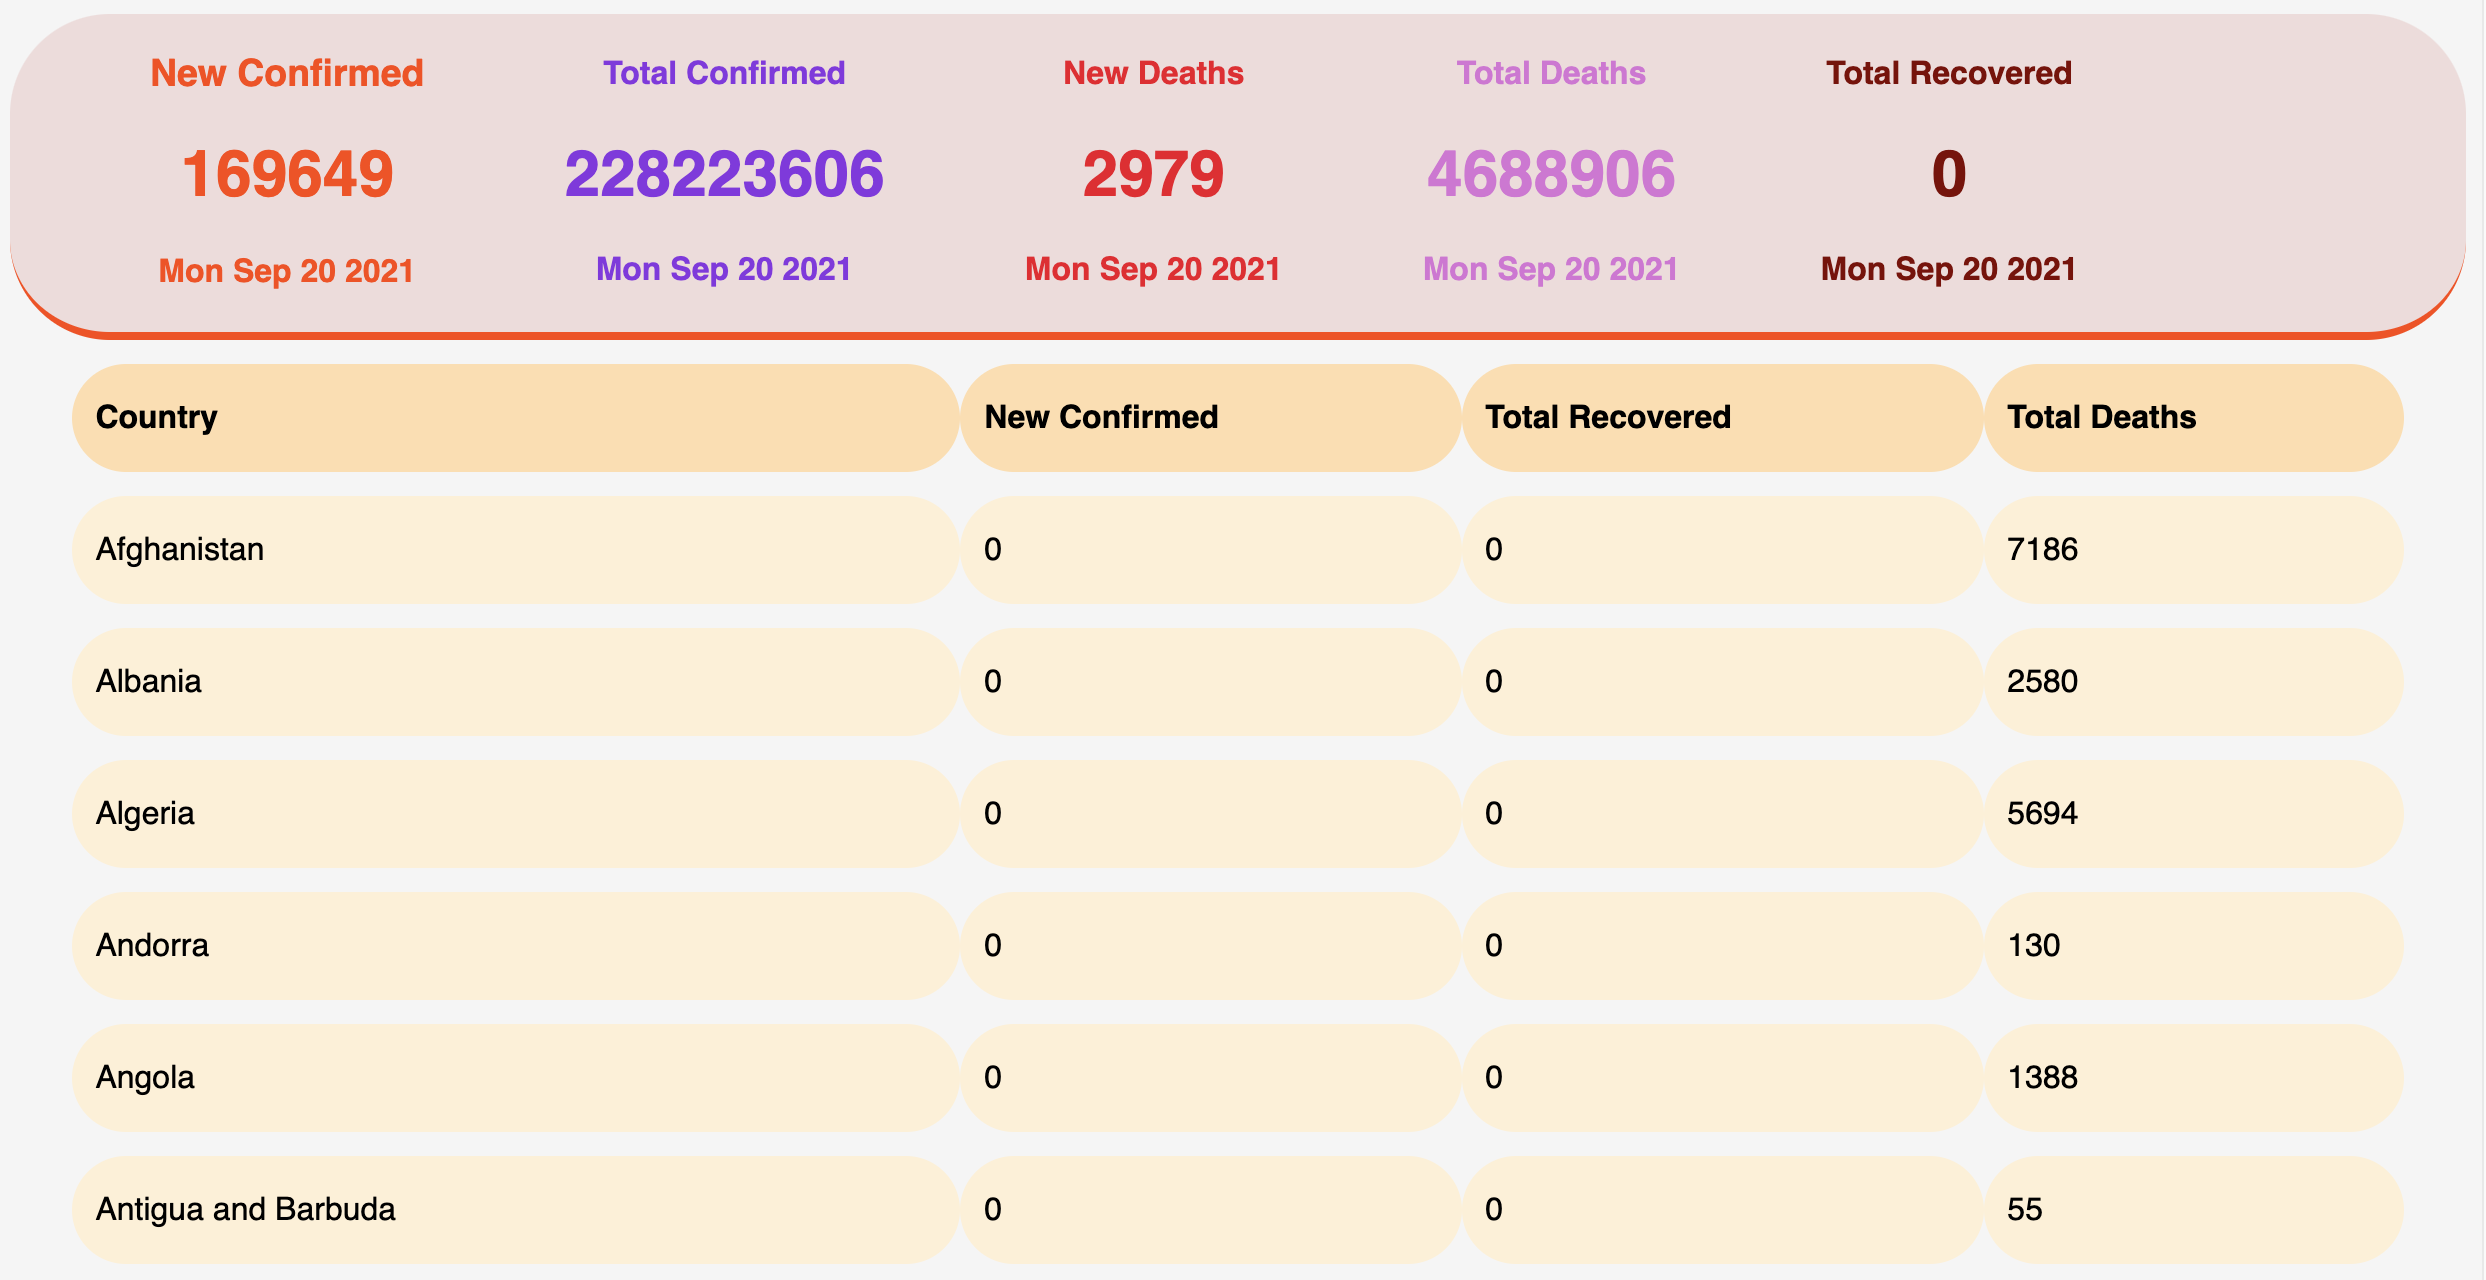 New Confirmed Total Confirmed New Deaths Total Deaths Total Recovered
169649 228223606 2979 4688906 0
Mon Sep 20 2021 Mon Sep 20 2021 Mon Sep 20 2021 Mon Sep 20 2021 Mon Sep 20 2021
Country New Confirmed Total Recovered Total Deaths
Afghanistan 0 0 7186
Albania 0 0 2580
Algeria 0 0 5694
Andorra 0 0 130
Angola 0 0 1388
Antigua and Barbuda 0 0 55